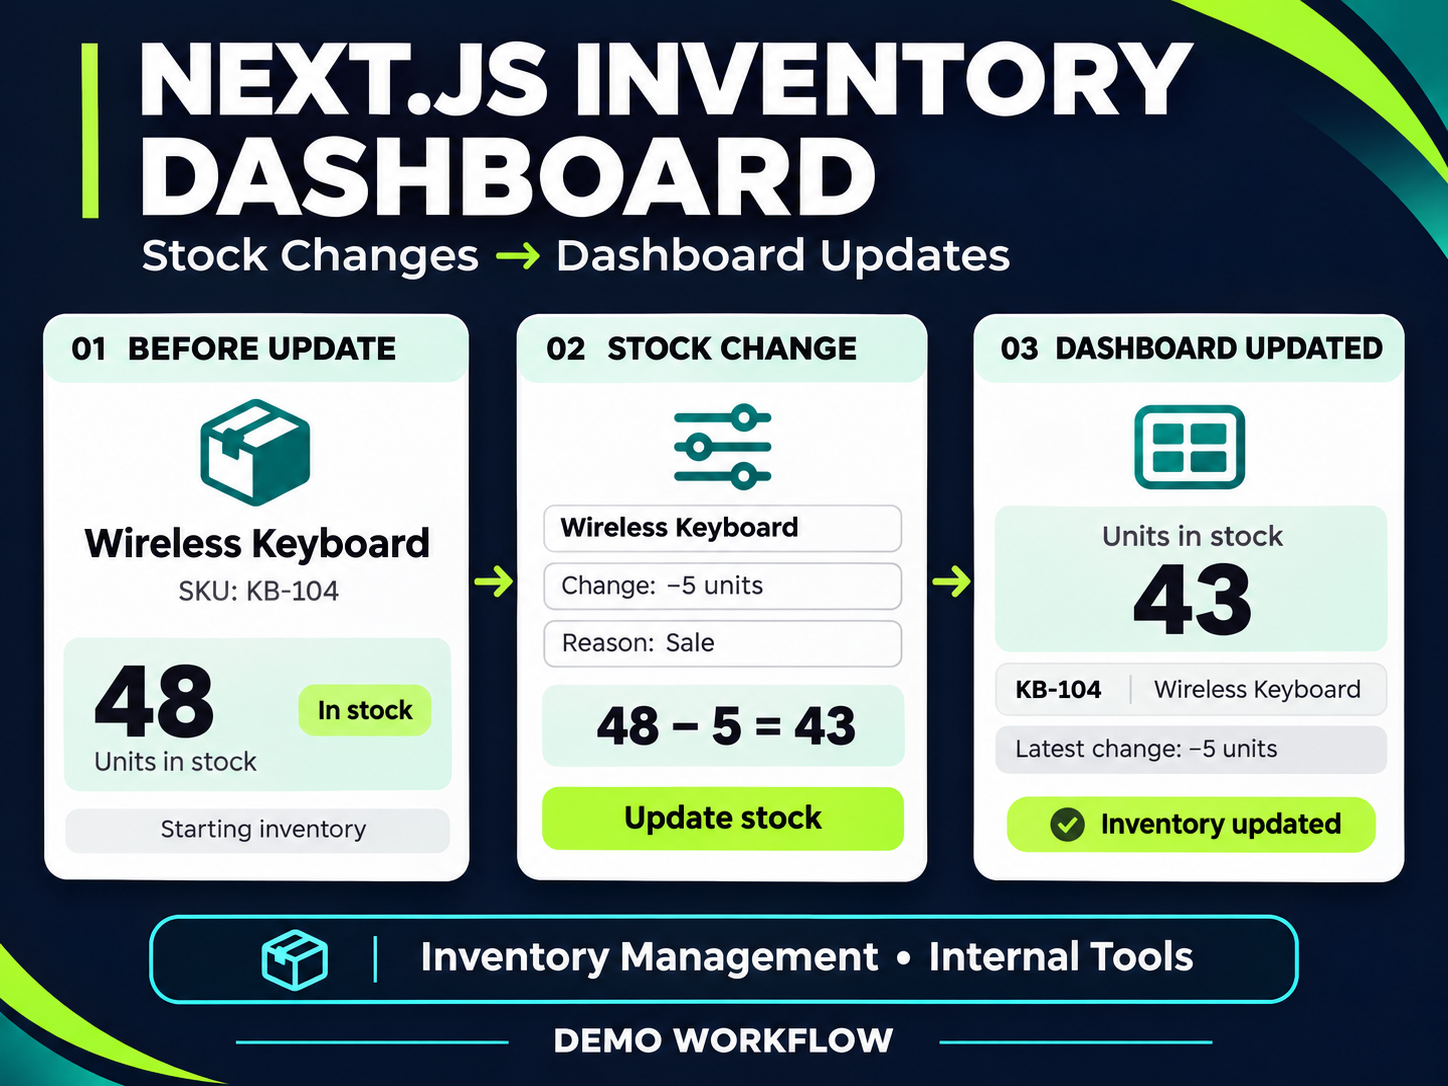 NEXT.JS INVENTORY
DASHBOARD
Stock Changes → Dashboard Updates
01 BEFORE UPDATE
Wireless Keyboard
SKU: KB-104
48
In stock
Units in stock
Starting inventory
02 STOCK CHANGE
Wireless Keyboard
Change: −5 units
Reason: Sale
48 − 5 = 43
Update stock
03 DASHBOARD UPDATED
Units in stock
43
KB-104 | Wireless Keyboard
Latest change: −5 units
Inventory updated
Inventory Management • Internal Tools
DEMO WORKFLOW